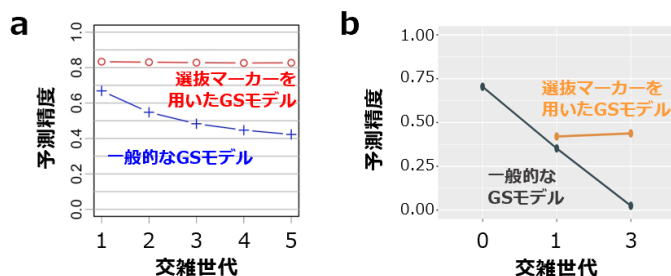 a
予測精度
1.0
0.8
0.6
0.4
0.2
0.0
選抜マーカーを
用いたGSモデル
一般的なGSモデル
1 2 3 4 5
交雑世代
b
予測精度
1.00
0.75
0.50
0.25
0.00
選抜マーカーを
用いたGSモデル
一般的な
GSモデル
0 1 3
交雑世代